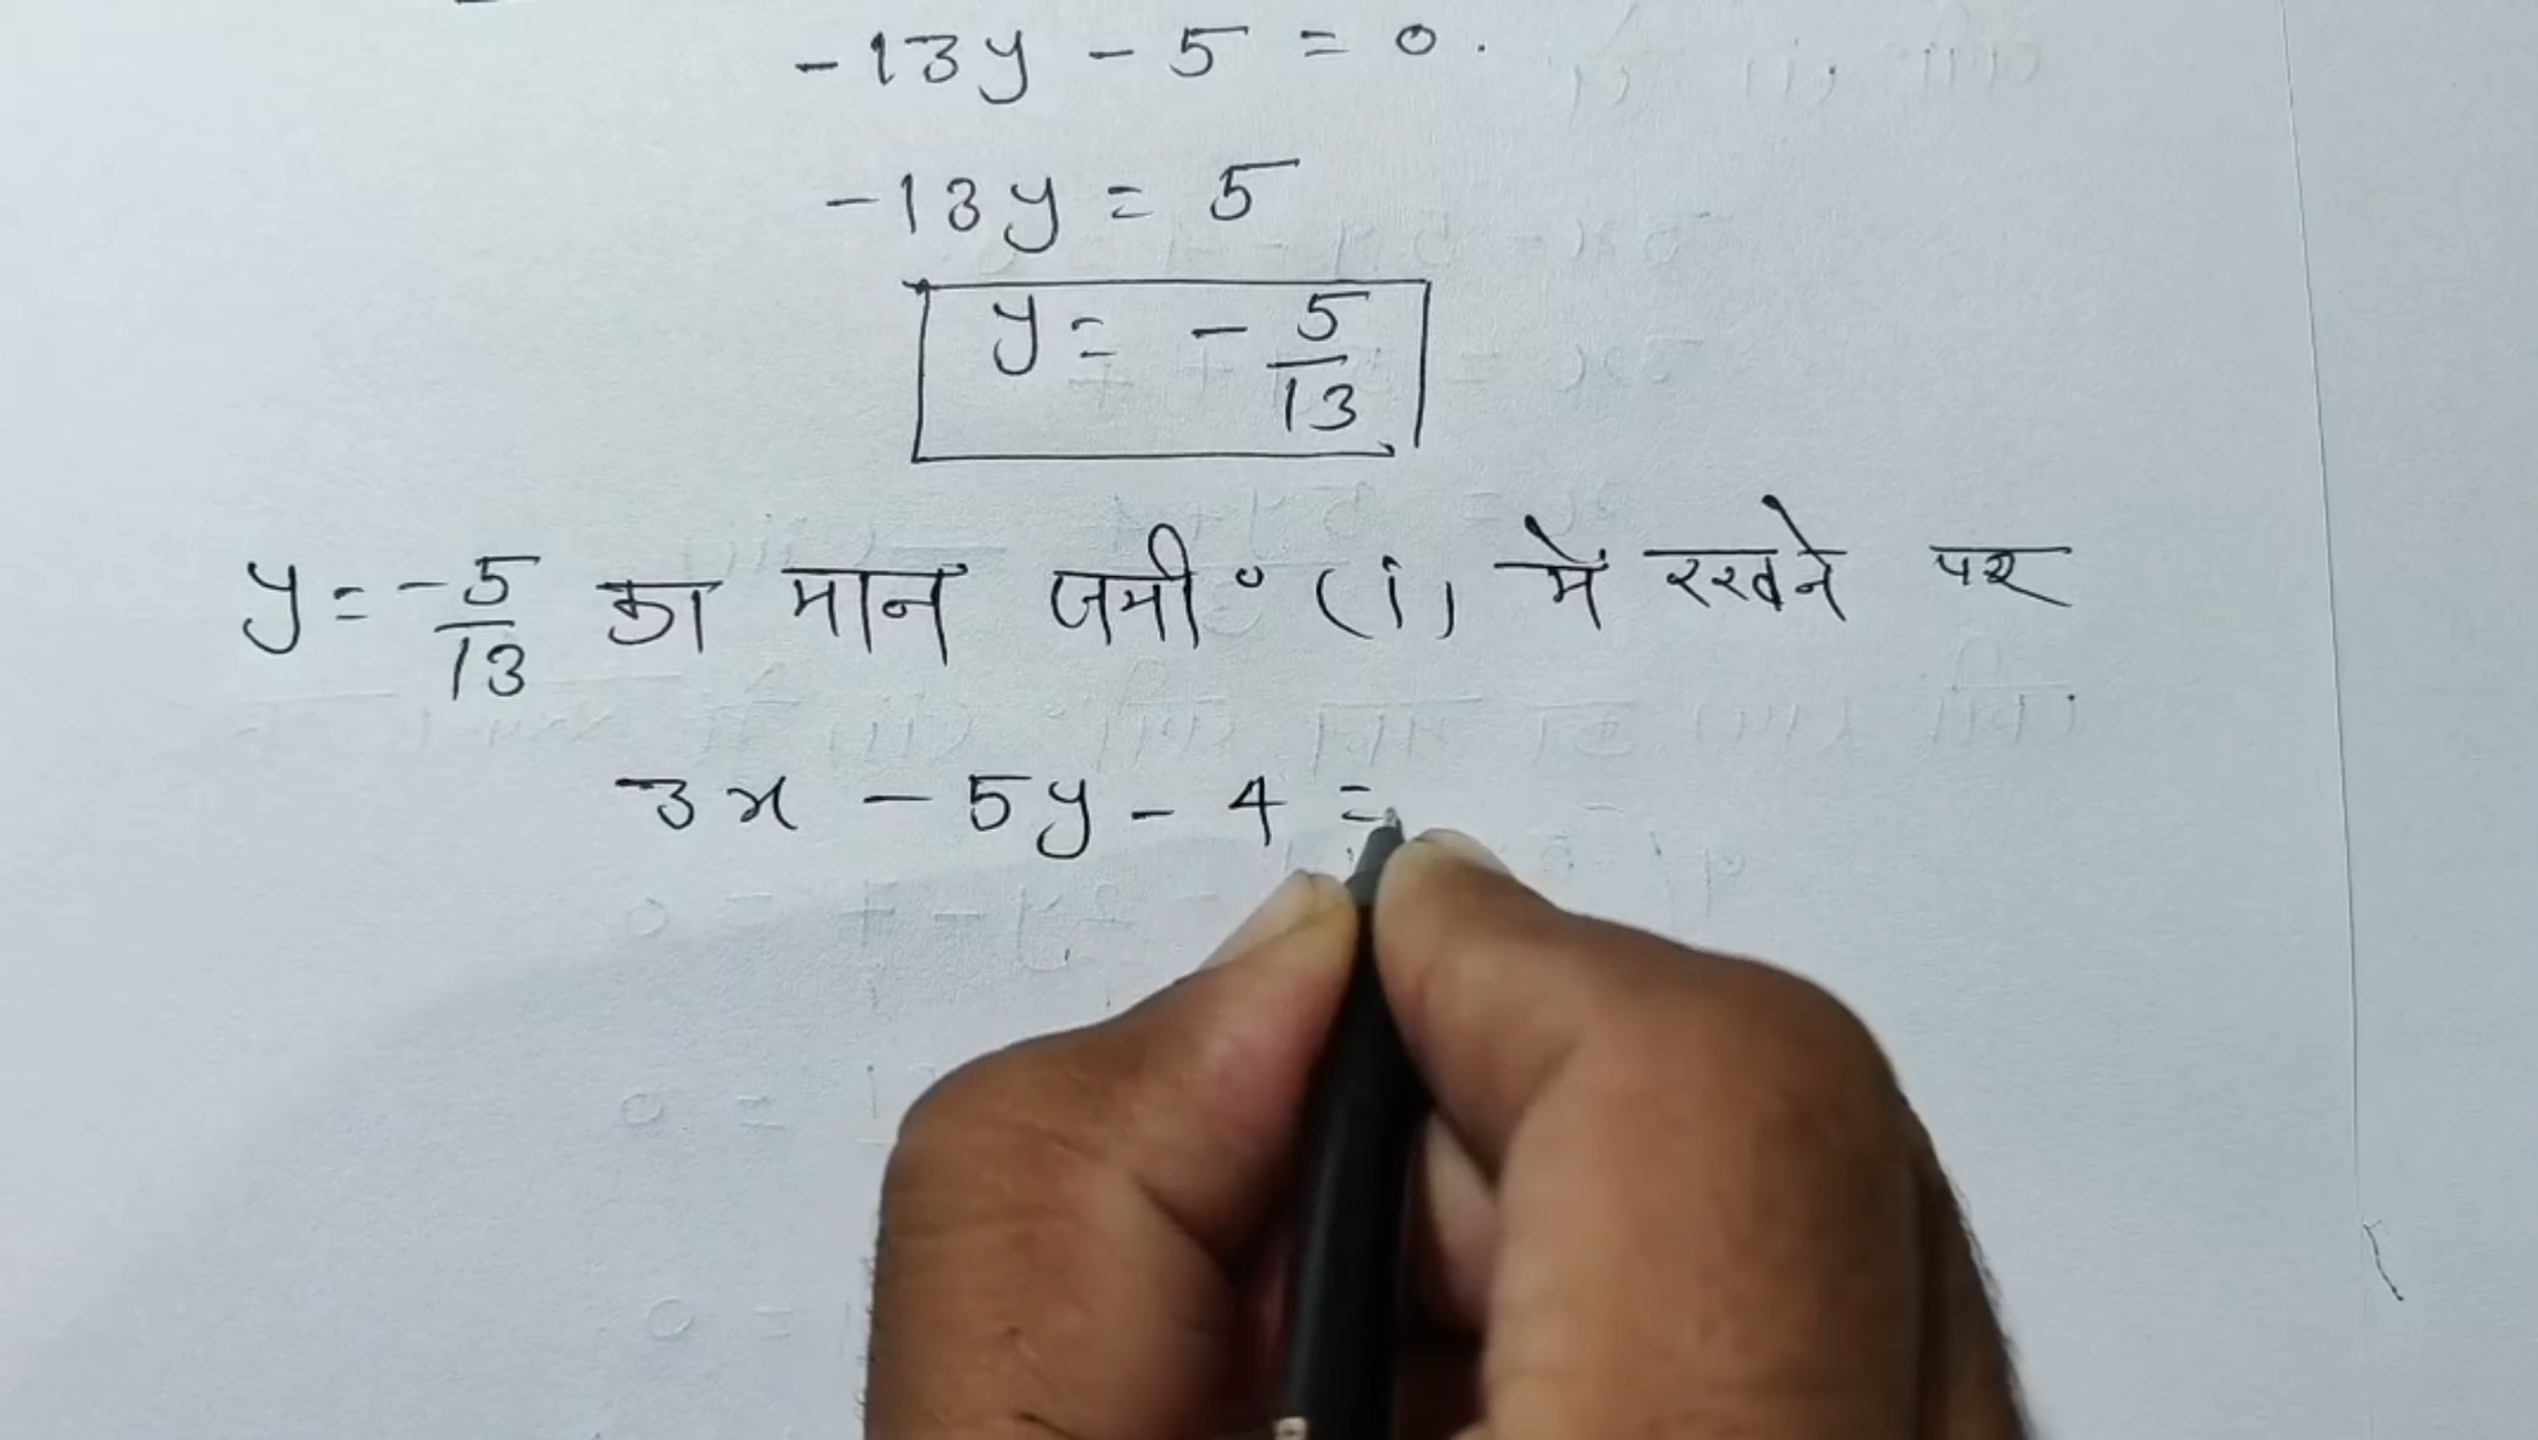 -13y - 5 = 0.
-13y = 5
y = - 5/13
y = -5/13 का मान समी० (i) में रखने पर
3x - 5y - 4 =